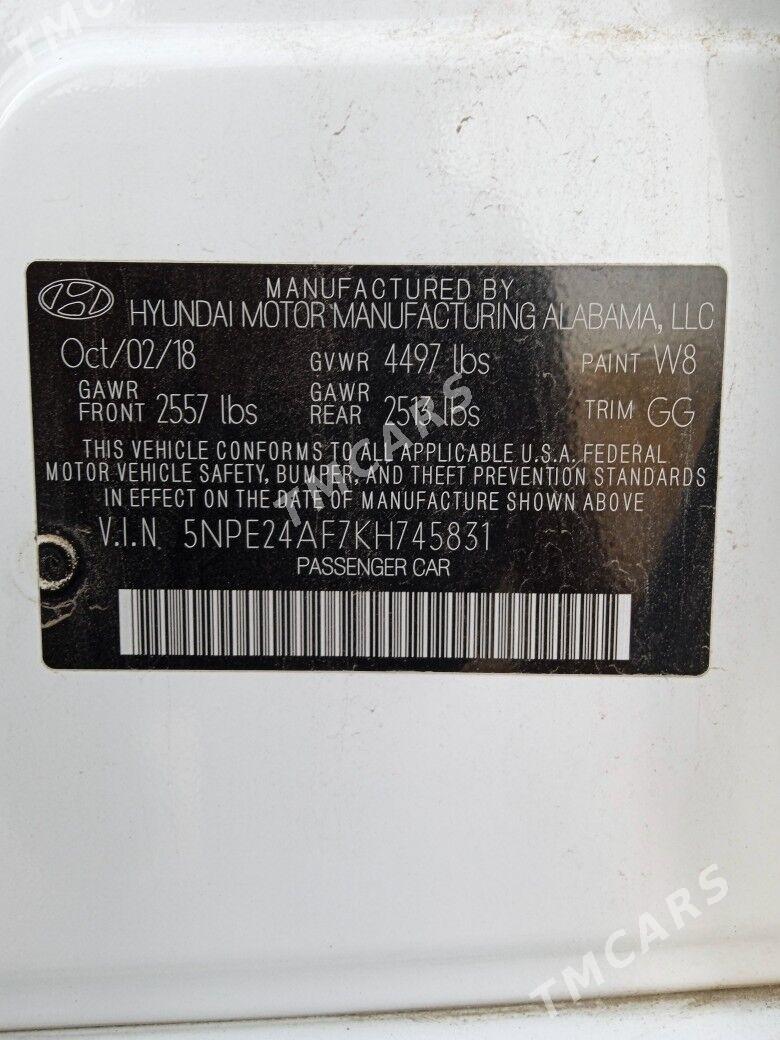 TMCARS
MANUFACTURED BY
HYUNDAI MOTOR MANUFACTURING ALABAMA, LLC
Oct/02/18 GVWR 4497 lbs PAINT W8
GAWR FRONT 2557 lbs GAWR REAR 2513 lbs TRIM GG
THIS VEHICLE CONFORMS TO ALL APPLICABLE U.S.A. FEDERAL
MOTOR VEHICLE SAFETY, BUMPER, AND THEFT PREVENTION STANDARDS
IN EFFECT ON THE DATE OF MANUFACTURE SHOWN ABOVE
V.I.N 5NPE24AF7KH745831
PASSENGER CAR
TMCARS
TMCARS